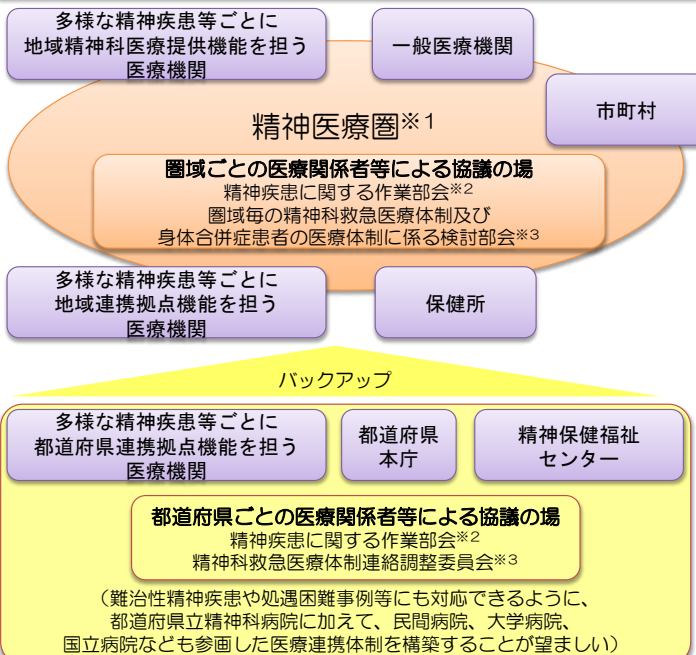 多様な精神疾患等ごとに
地域精神科医療提供機能を担う
医療機関
一般医療機関
市町村
精神医療圏※1
圏域ごとの医療関係者等による協議の場
精神疾患に関する作業部会※2
圏域毎の精神科救急医療体制及び
身体合併症患者の医療体制に係る検討部会※3
多様な精神疾患等ごとに
地域連携拠点機能を担う
医療機関
保健所
バックアップ
多様な精神疾患等ごとに
都道府県連携拠点機能を担う
医療機関
都道府県
本庁
精神保健福祉
センター
都道府県ごとの医療関係者等による協議の場
精神疾患に関する作業部会※2
精神科救急医療体制連絡調整委員会※3
（難治性精神疾患や処遇困難事例等にも対応できるように、
都道府県立精神科病院に加えて、民間病院、大学病院、
国立病院なども参画した医療連携体制を構築することが望ましい）